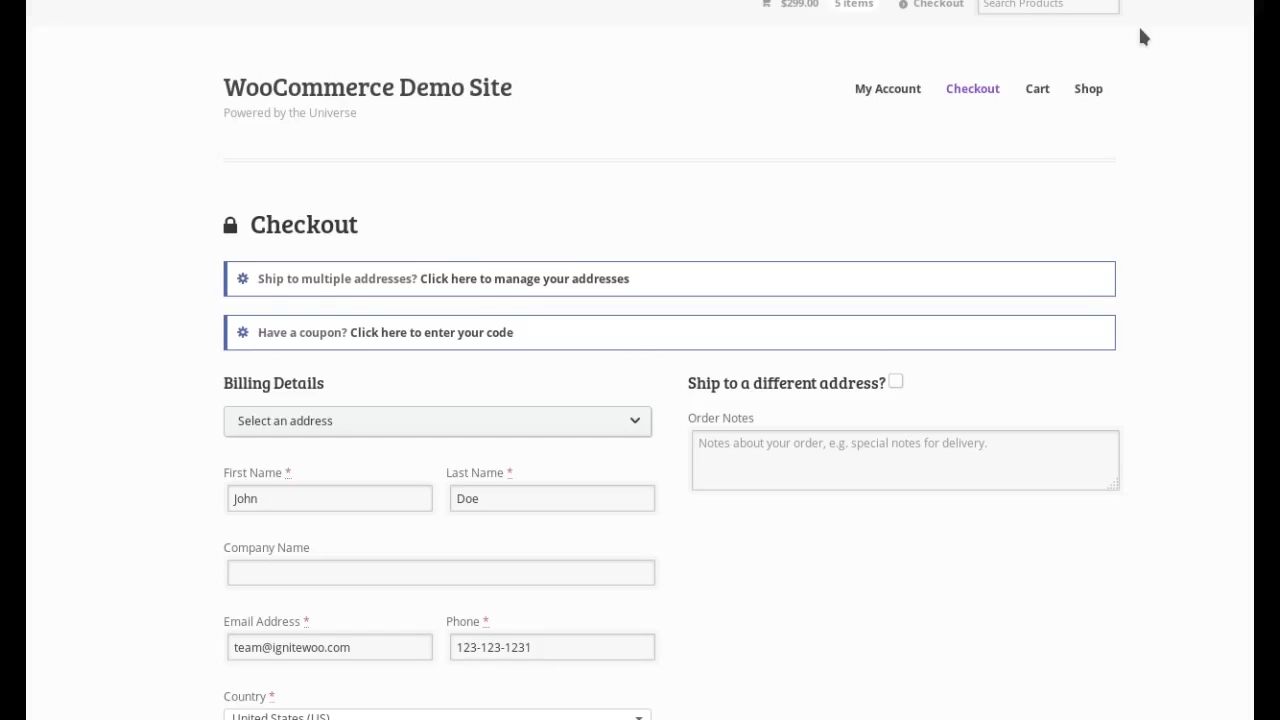 $299.00 5 items Checkout Search Products
WooCommerce Demo Site
My Account Checkout Cart Shop
Powered by the Universe
Checkout
Ship to multiple addresses? Click here to manage your addresses
Have a coupon? Click here to enter your code
Billing Details
Ship to a different address?
Select an address
Order Notes
Notes about your order, e.g. special notes for delivery.
First Name * Last Name *
John Doe
Company Name
Email Address * Phone *
team@ignitewoo.com 123-123-1231
Country *
United States (US)